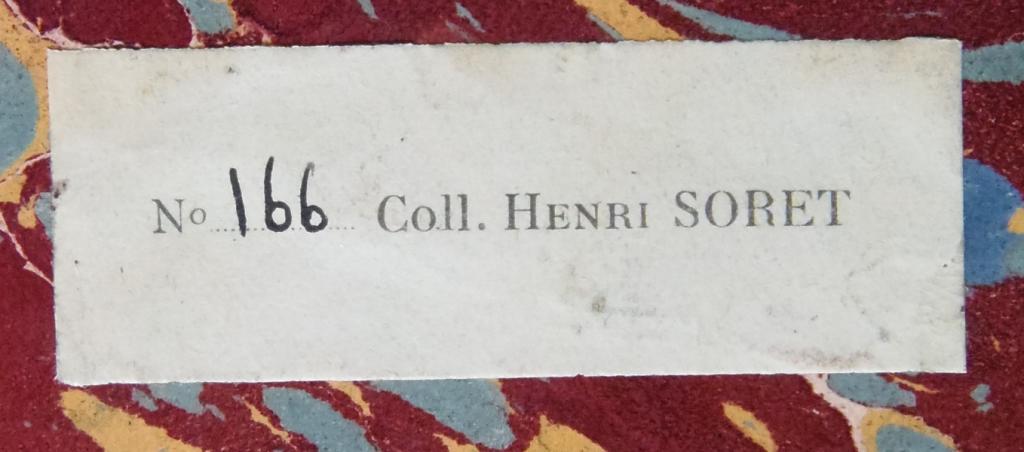 No 166 Coll. HENRI SORET